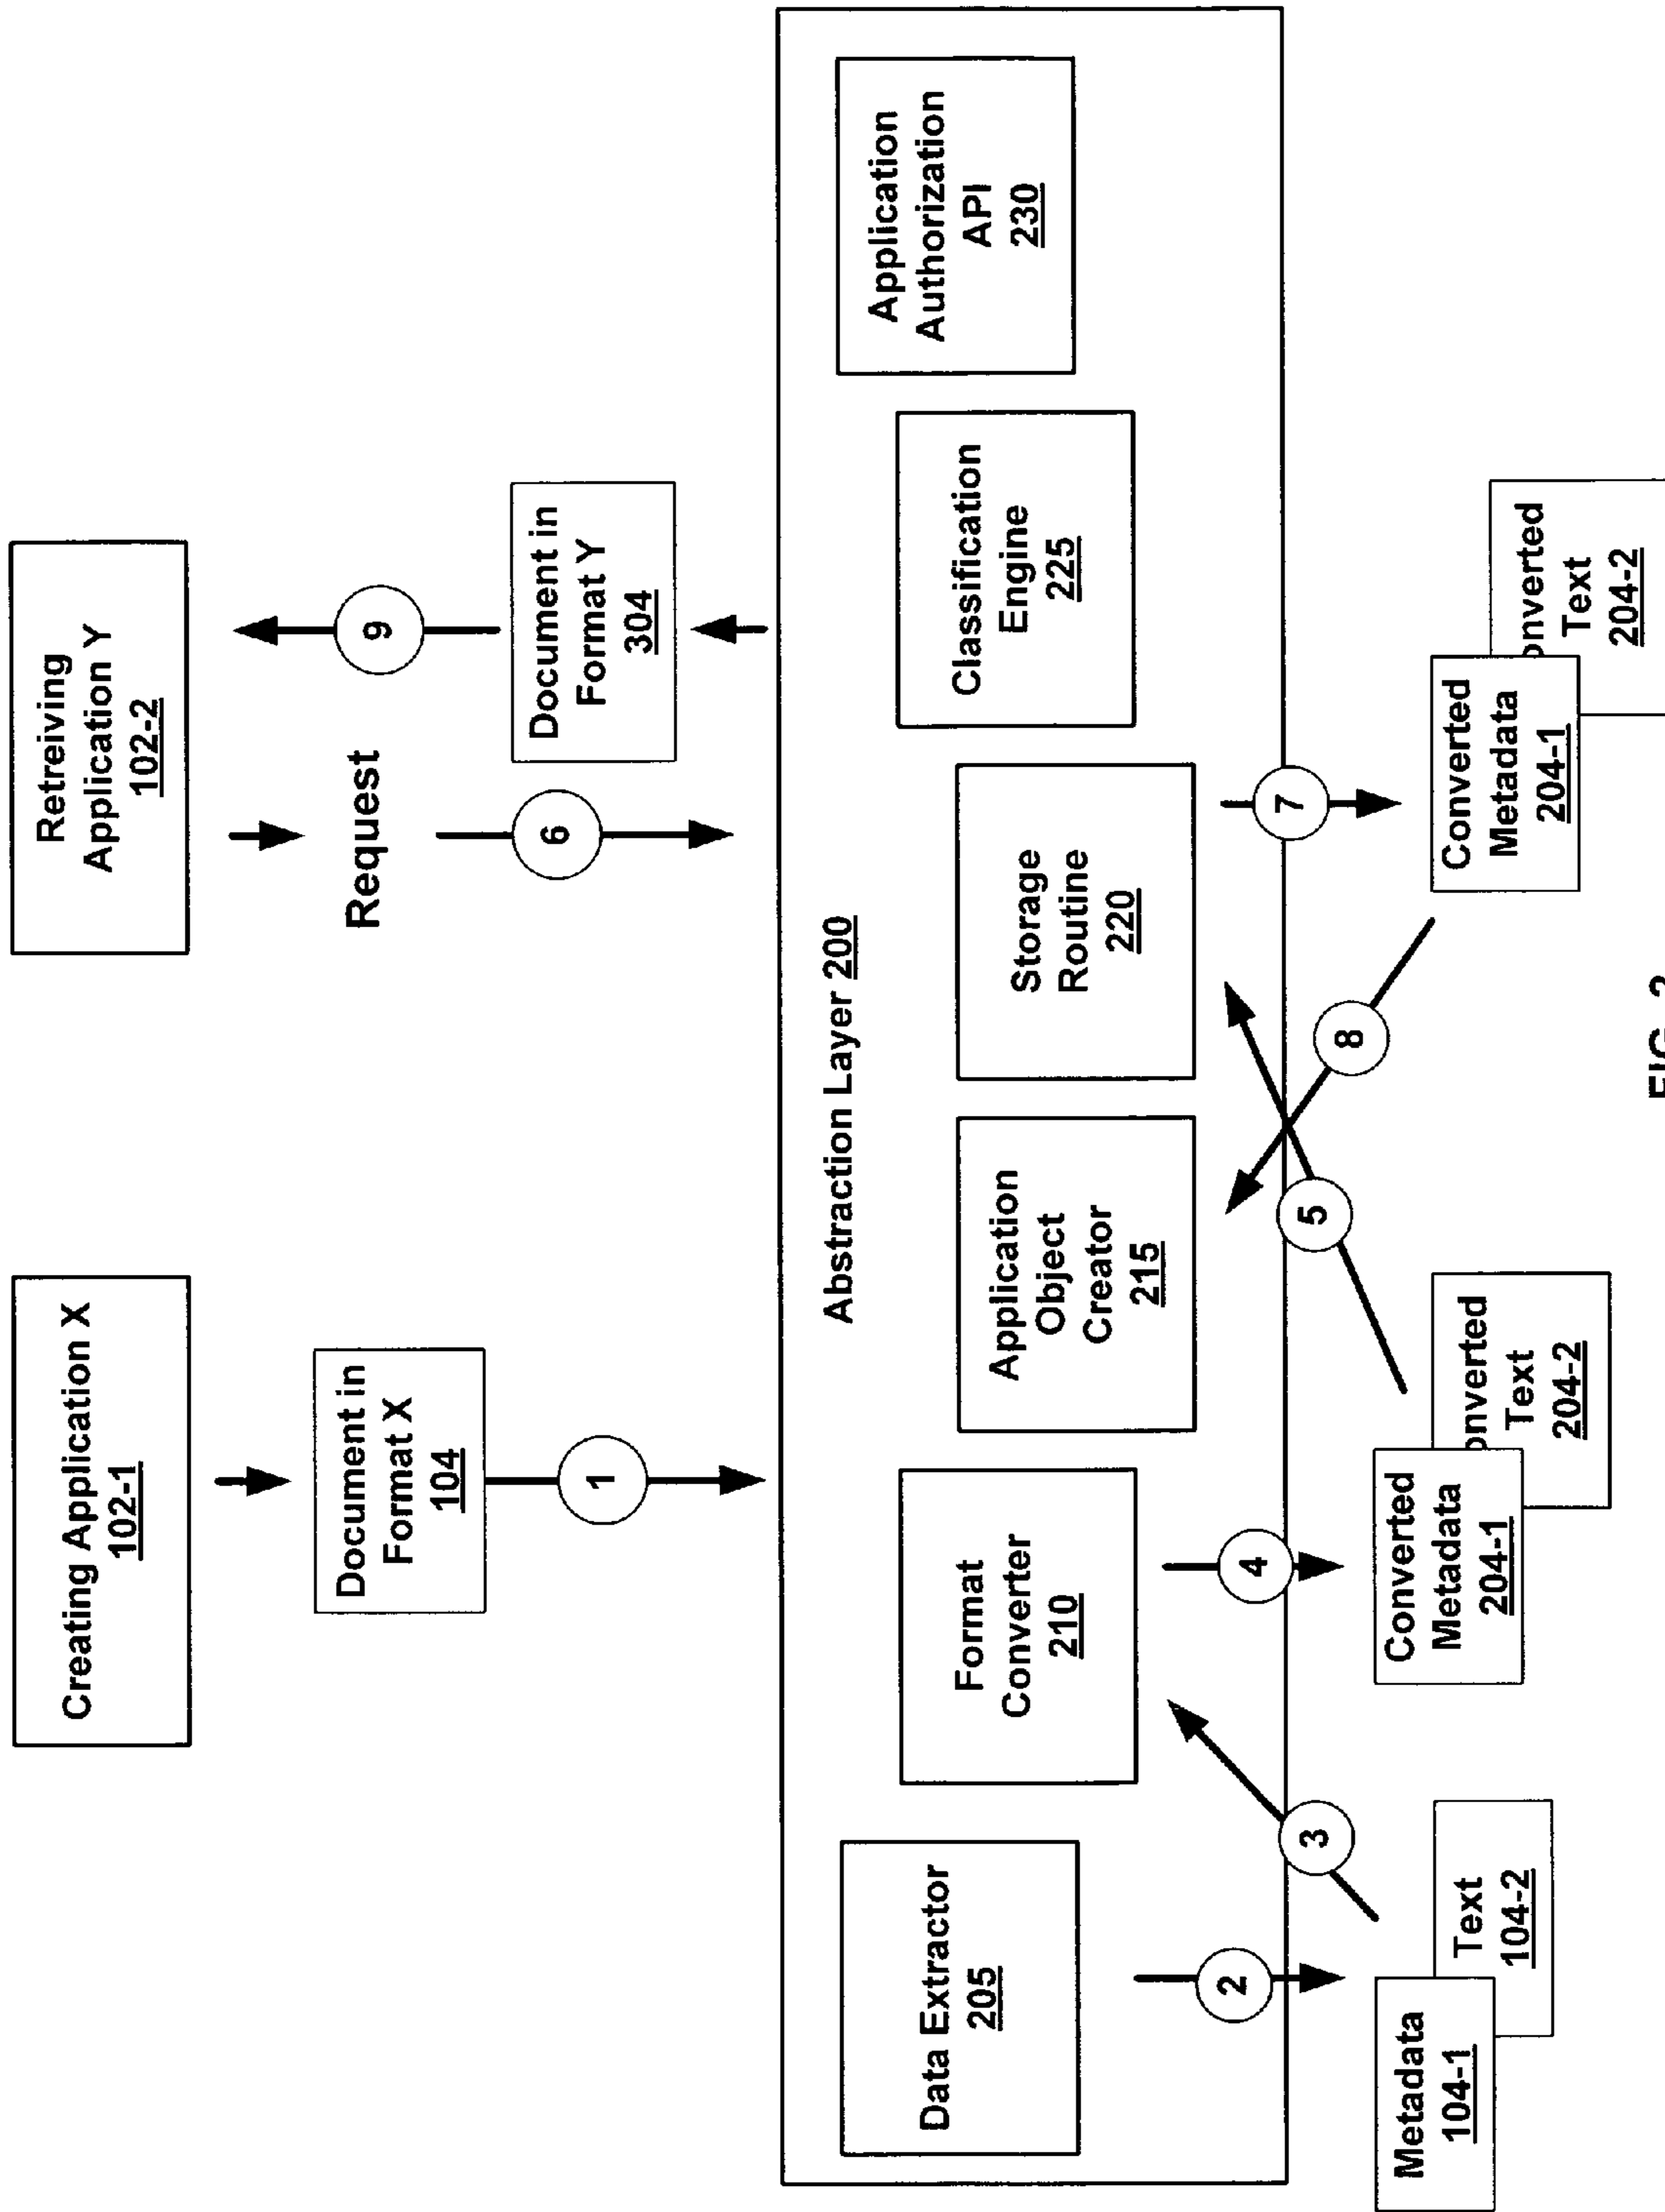 Creating Application X
102-1
Retreiving
Application Y
102-2
Document in
Format X
104
1
Request
6
9
Document in
Format Y
304
Abstraction Layer 200
Data Extractor
205
Format
Converter
210
Application
Object
Creator
215
Storage
Routine
220
Classification
Engine
225
Application
Authorization
API
230
2
3
4
5
8
7
Metadata
104-1
Text
104-2
Converted
Metadata
204-1
onverted
Text
204-2
Converted
Metadata
204-1
onverted
Text
204-2
FIG.